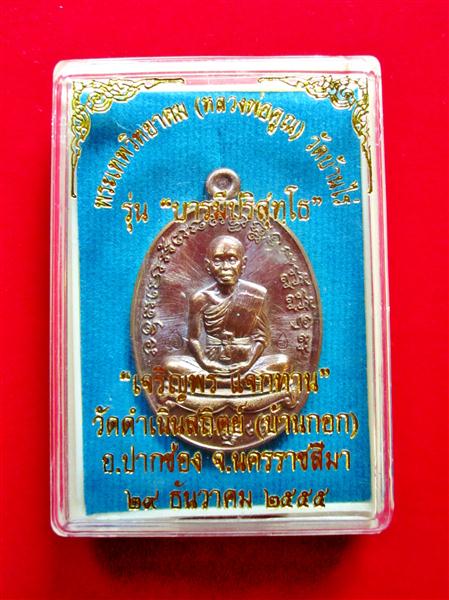 พระเทพวิทยาคม (หลวงพ่อคูณ) วัดบ้านไร่
รุ่น "บารมีปริสุทฺโธ"
"เจริญพร แจกทาน"
วัดดำเนินสถิตย์ (บ้านกอก)
อ.ปากช่อง จ.นครราชสีมา
๒๙ ธันวาคม ๒๕๕๕